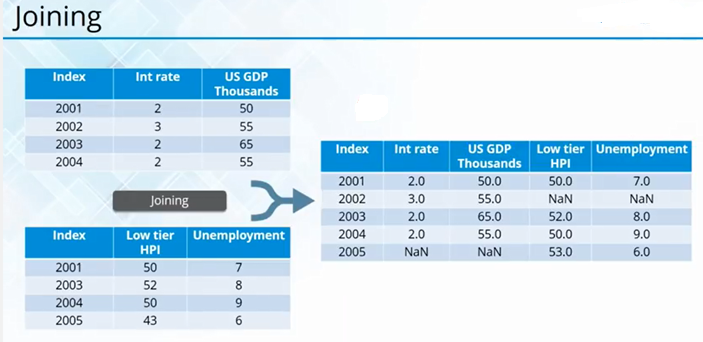 Joining
Index Int rate US GDP Thousands
2001 2 50
2002 3 55
2003 2 65
2004 2 55
Joining
Index Low tier HPI Unemployment
2001 50 7
2003 52 8
2004 50 9
2005 43 6
Index Int rate US GDP Thousands Low tier HPI Unemployment
2001 2.0 50.0 50.0 7.0
2002 3.0 55.0 NaN NaN
2003 2.0 65.0 52.0 8.0
2004 2.0 55.0 50.0 9.0
2005 NaN NaN 53.0 6.0